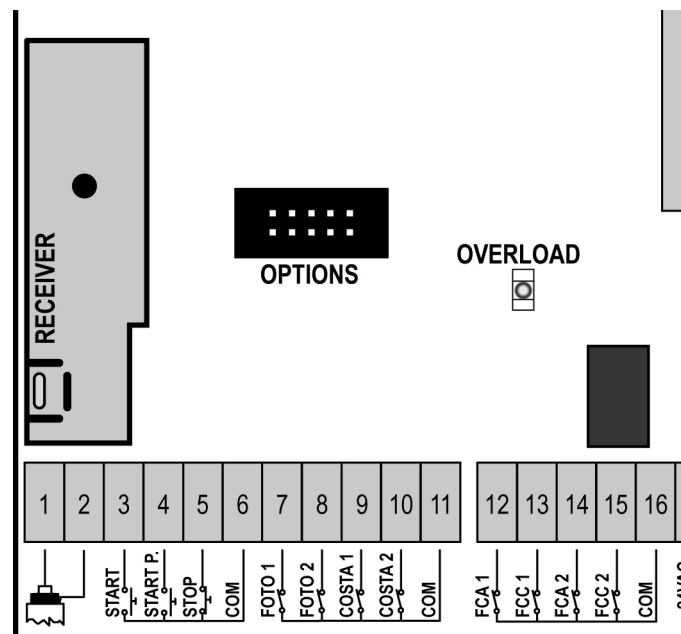 RECEIVER
OPTIONS
OVERLOAD
1 2 3 4 5 6 7 8 9 10 11 12 13 14 15 16
START
START P.
STOP
COM
FOTO 1
FOTO 2
COSTA 1
COSTA 2
COM
FCA 1
FCC 1
FCA 2
FCC 2
COM